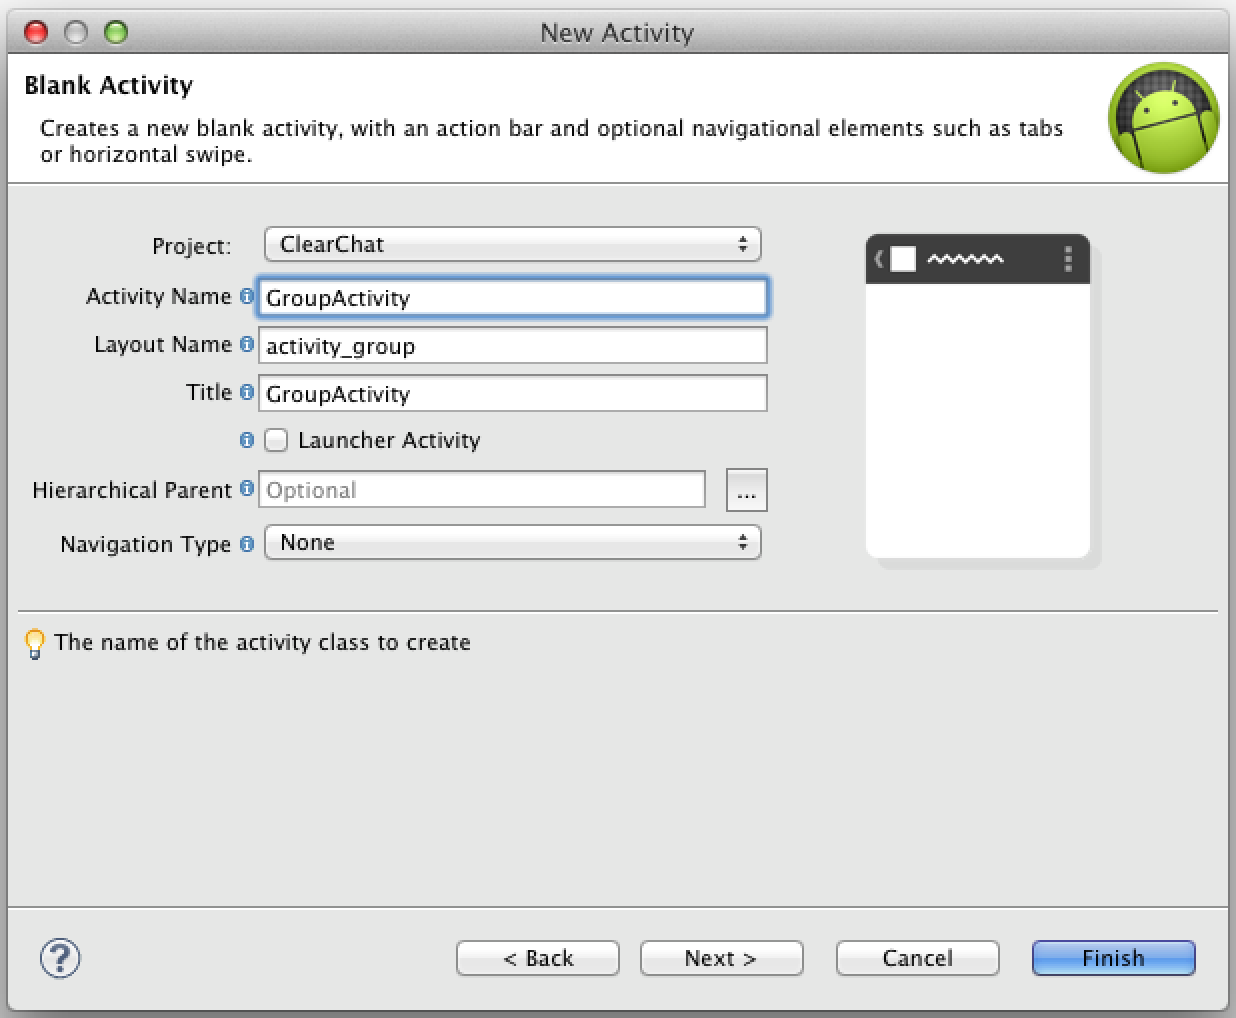 New Activity
Blank Activity
Creates a new blank activity, with an action bar and optional navigational elements such as tabs
or horizontal swipe.
Project: ClearChat
Activity Name GroupActivity
Layout Name activity_group
Title GroupActivity
Launcher Activity
Hierarchical Parent Optional ...
Navigation Type None
The name of the activity class to create
? < Back Next > Cancel Finish